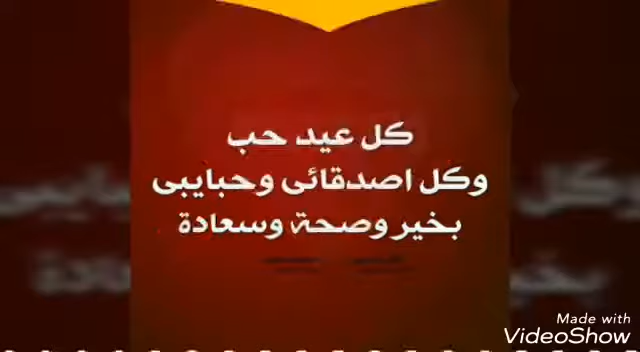 كل عيد حب
وكل اصدقائى وحبايبى
بخير وصحة وسعادة
Made with
VideoShow